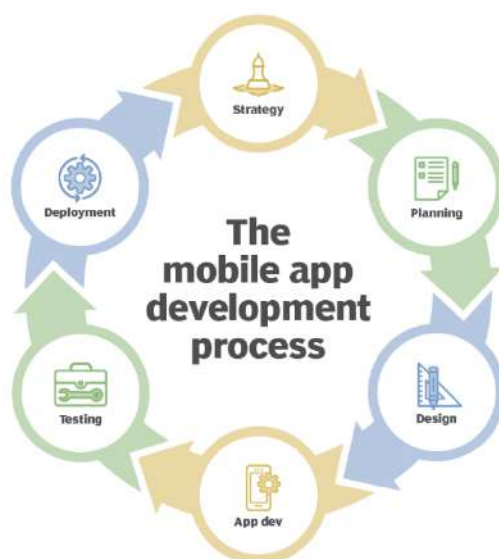 Strategy
Planning
Design
App dev
Testing
Deployment
The
mobile app
development
process